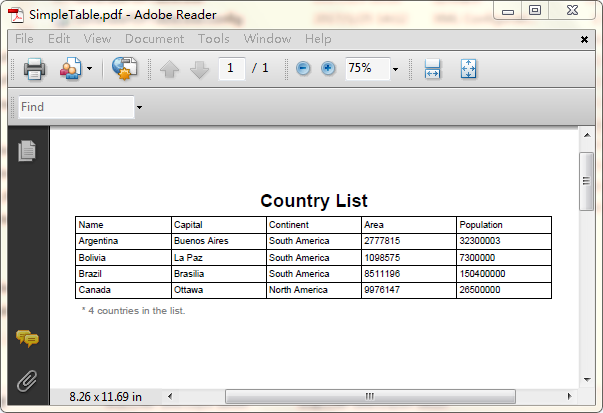 SimpleTable.pdf - Adobe Reader
File Edit View Document Tools Window Help
1 / 1 75%
Find
Country List
Name Capital Continent Area Population
Argentina Buenos Aires South America 2777815 32300003
Bolivia La Paz South America 1098575 7300000
Brazil Brasilia South America 8511196 150400000
Canada Ottawa North America 9976147 26500000
* 4 countries in the list.
8.26 x 11.69 in